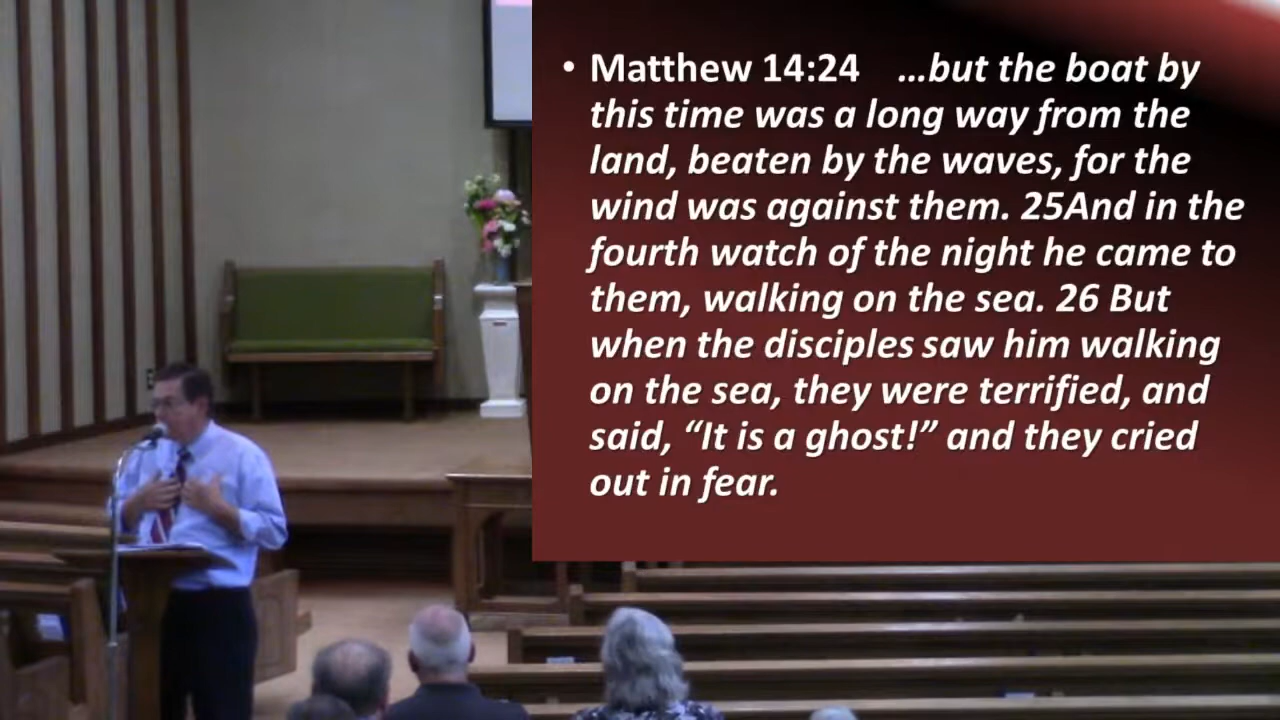 • Matthew 14:24 …but the boat by
this time was a long way from the
land, beaten by the waves, for the
wind was against them. 25And in the
fourth watch of the night he came to
them, walking on the sea. 26 But
when the disciples saw him walking
on the sea, they were terrified, and
said, “It is a ghost!” and they cried
out in fear.